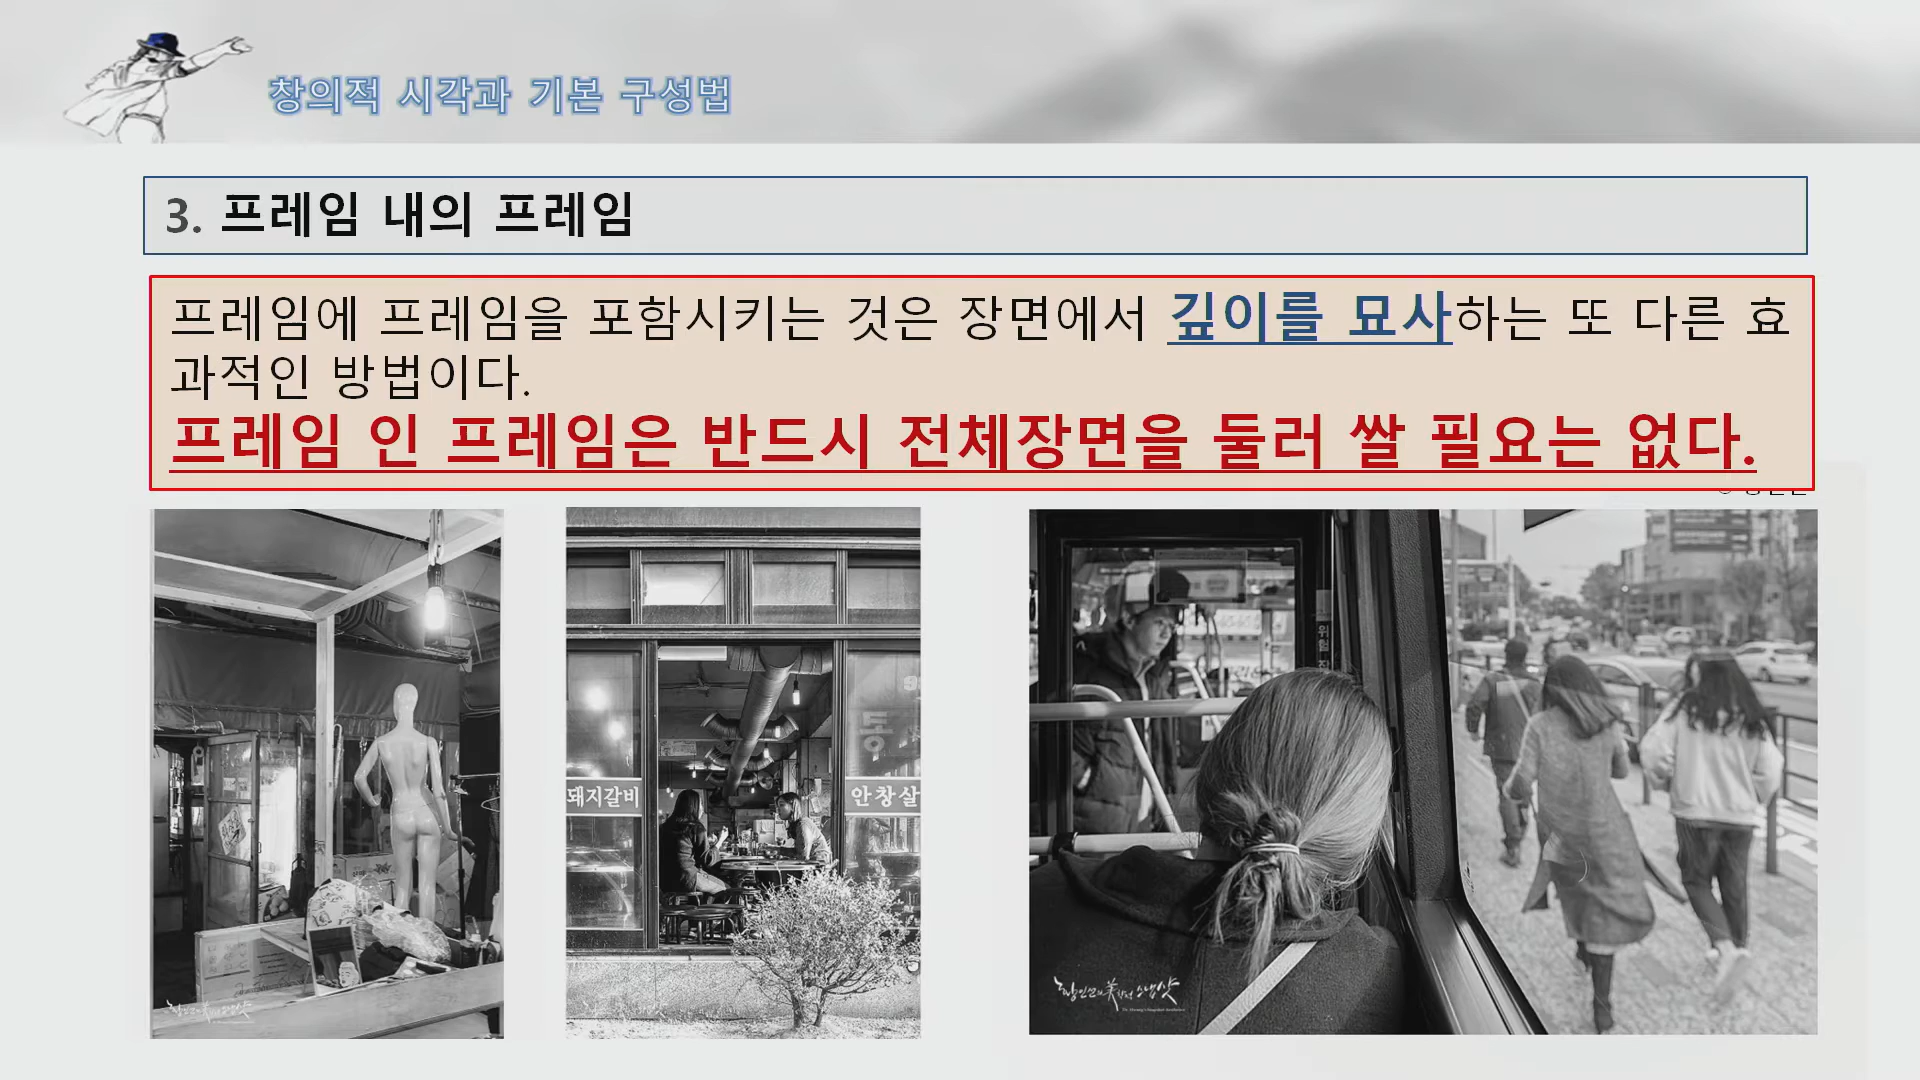 창의적 시각과 기본 구성법
3. 프레임 내의 프레임
프레임에 프레임을 포함시키는 것은 장면에서 깊이를 묘사하는 또 다른 효
과적인 방법이다.
프레임 인 프레임은 반드시 전체장면을 둘러 쌀 필요는 없다.
돼지갈비
안창살
동
위험